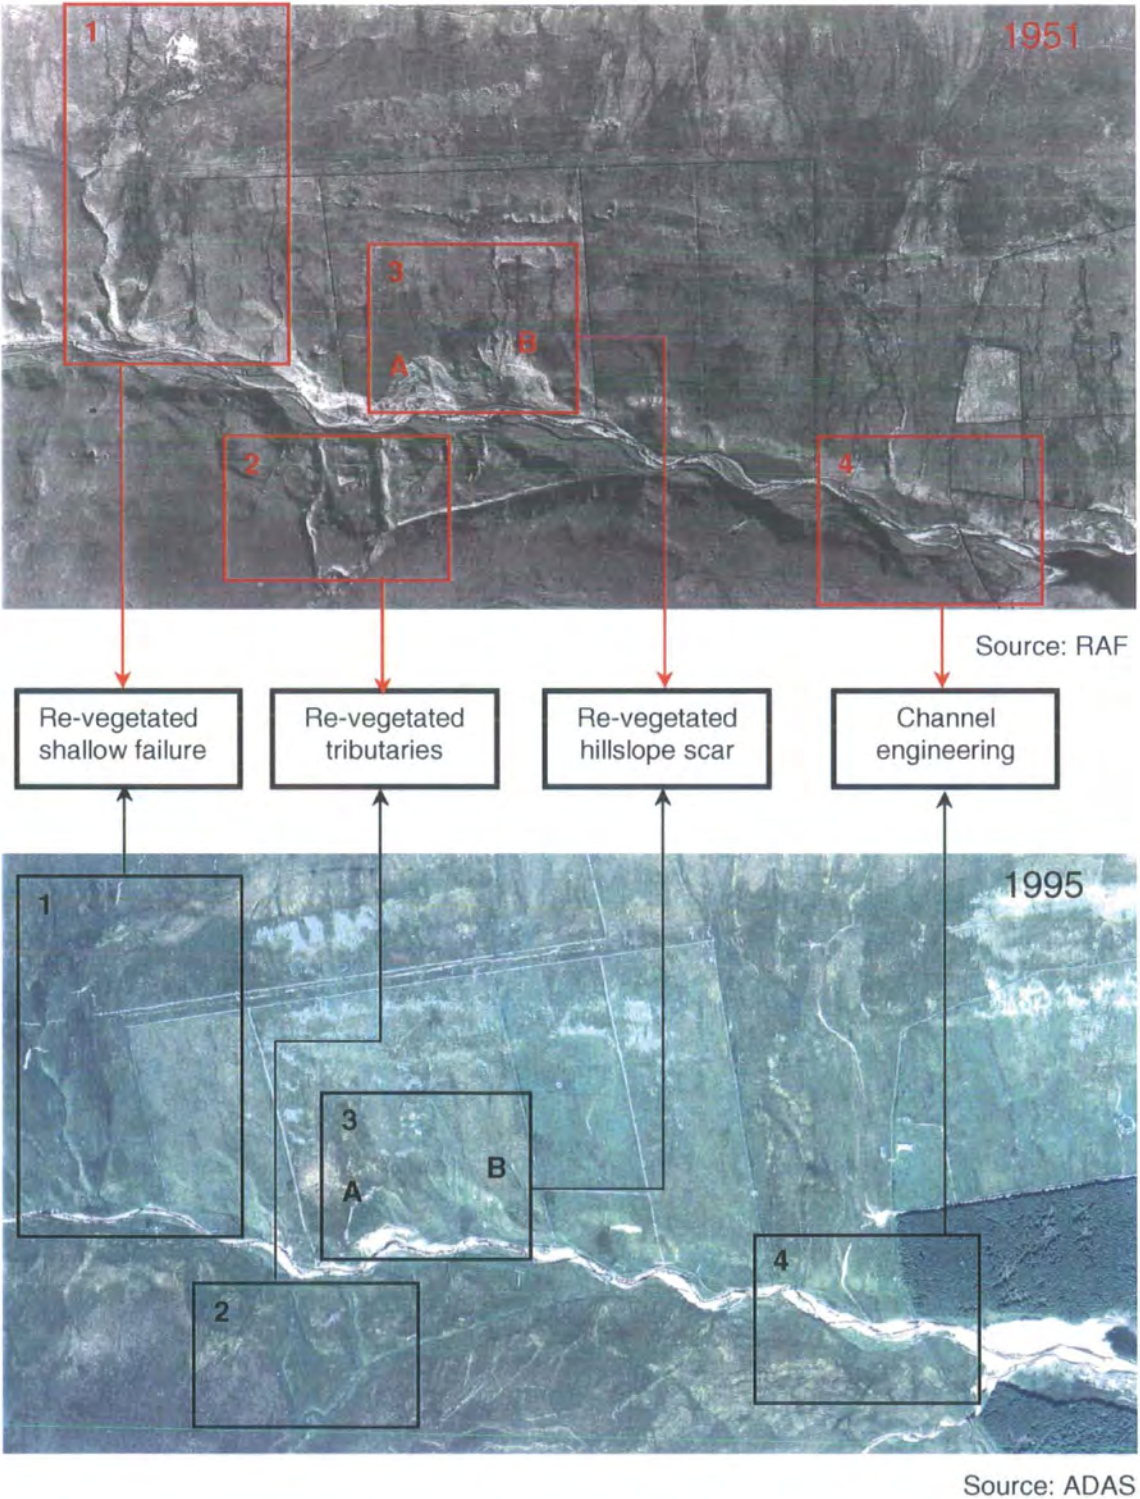 1951
1
3
A
B
2
4
Source: RAF
Re-vegetated
shallow failure
Re-vegetated
tributaries
Re-vegetated
hillslope scar
Channel
engineering
1995
1
3
A
B
2
4
Source: ADAS